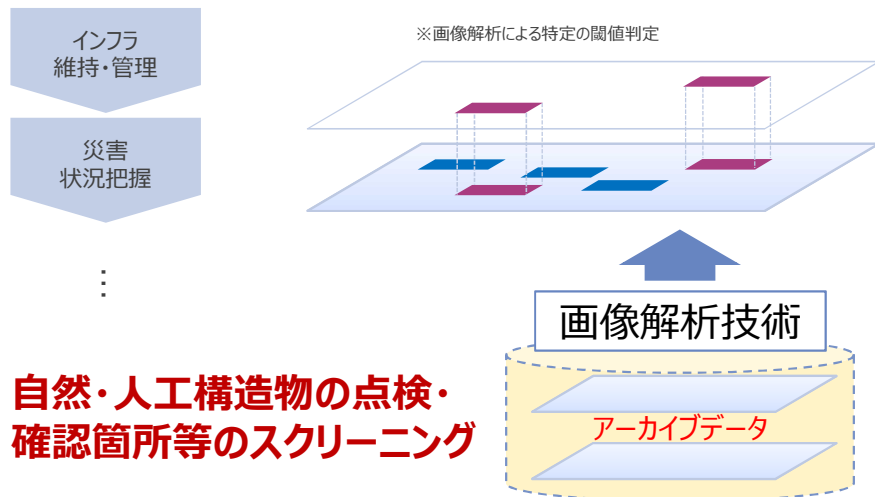 インフラ
維持・管理
※画像解析による特定の閾値判定
災害
状況把握
⋮
画像解析技術
自然・人工構造物の点検・
確認箇所等のスクリーニング
アーカイブデータ